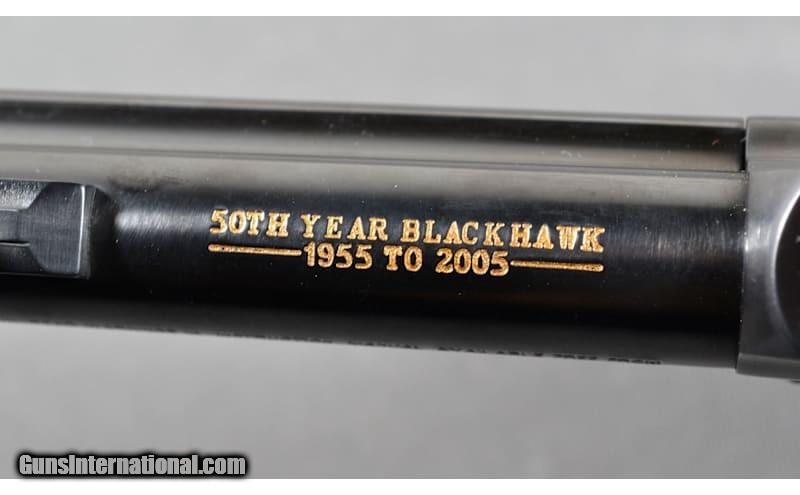 50TH YEAR BLACKHAWK
1955 TO 2005
GunsInternational.com